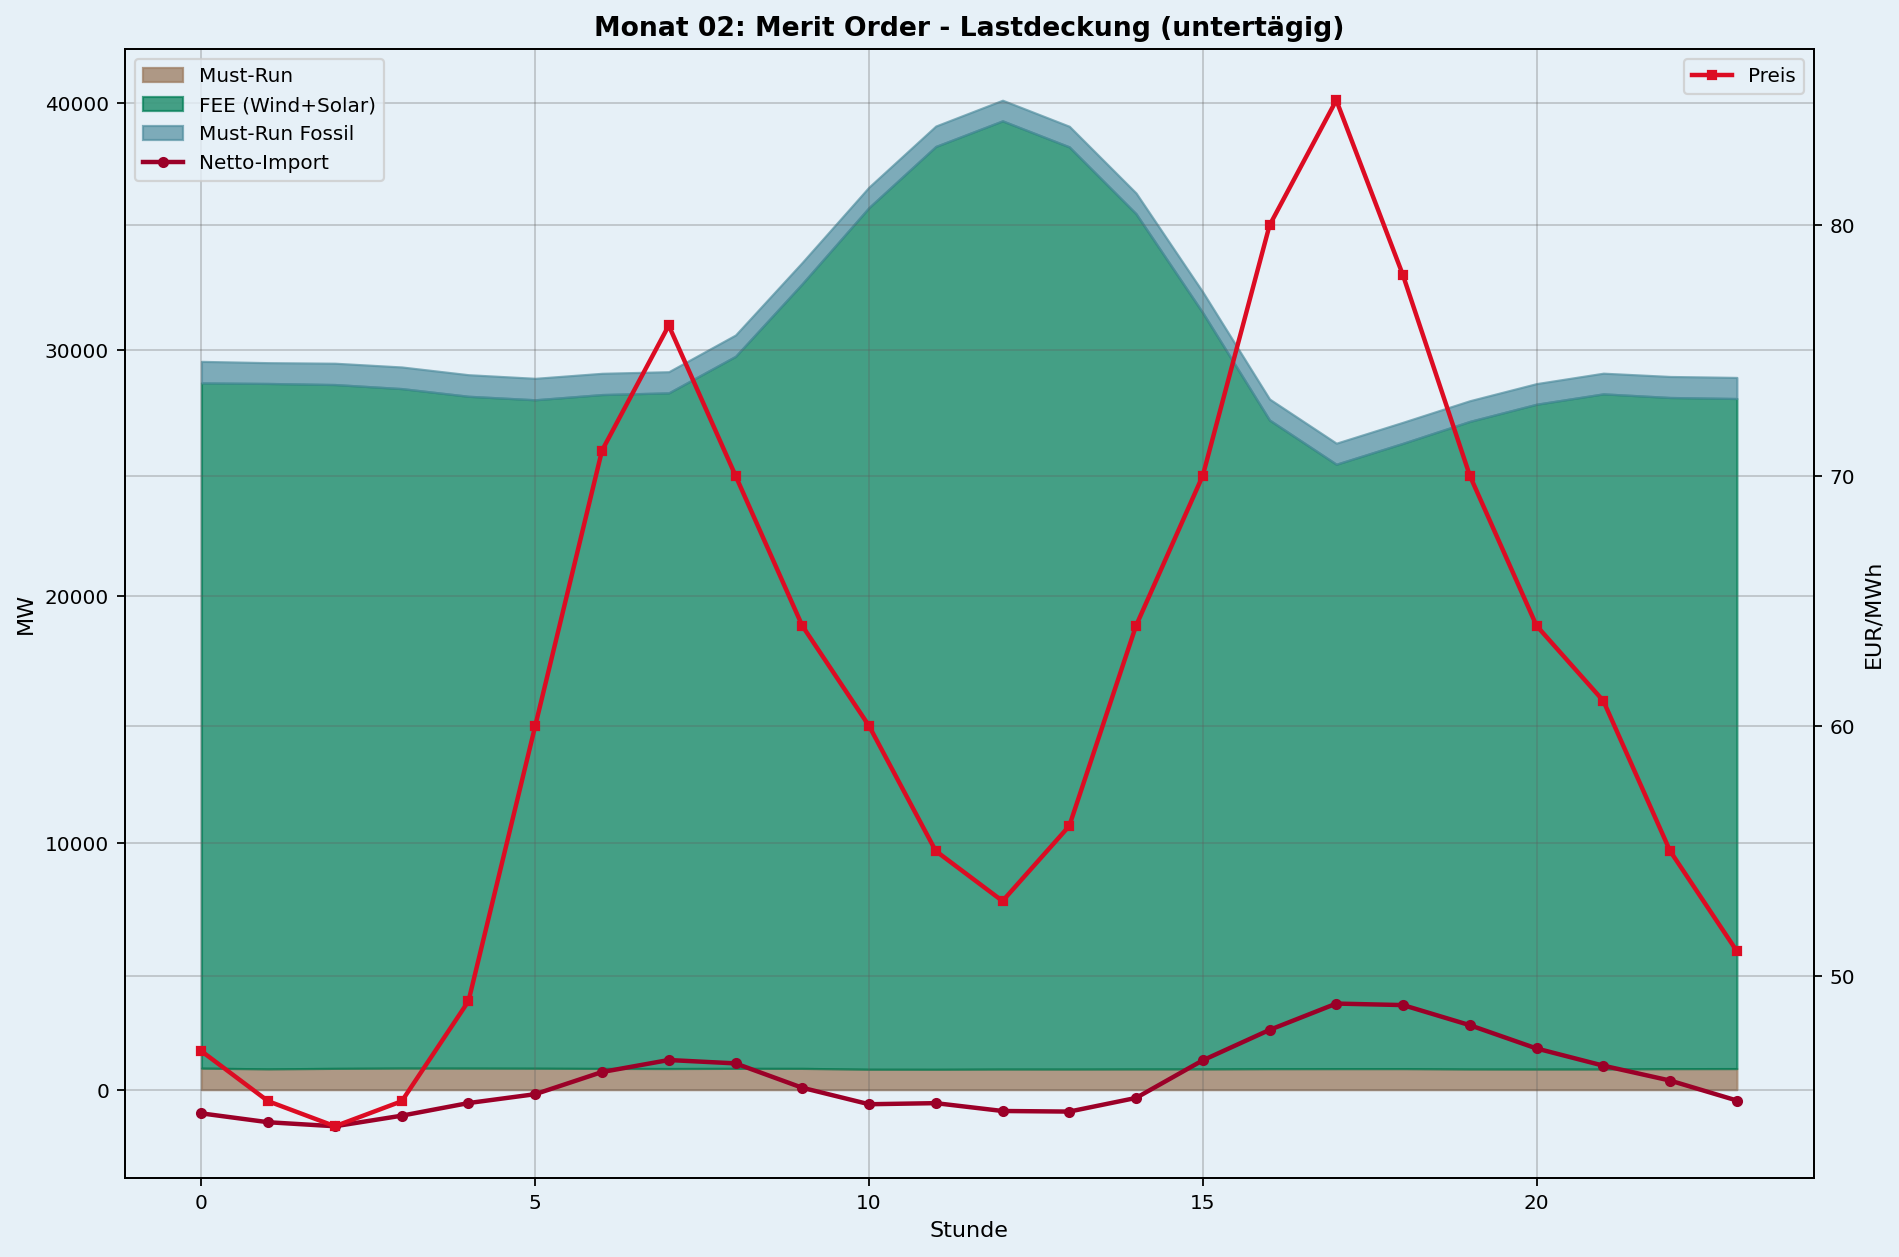 Monat 02: Merit Order - Lastdeckung (untertägig)
Must-Run
FEE (Wind+Solar)
Must-Run Fossil
Netto-Import
Preis
40000
30000
20000
10000
0
MW
80
70
60
50
EUR/MWh
0 5 10 15 20
Stunde